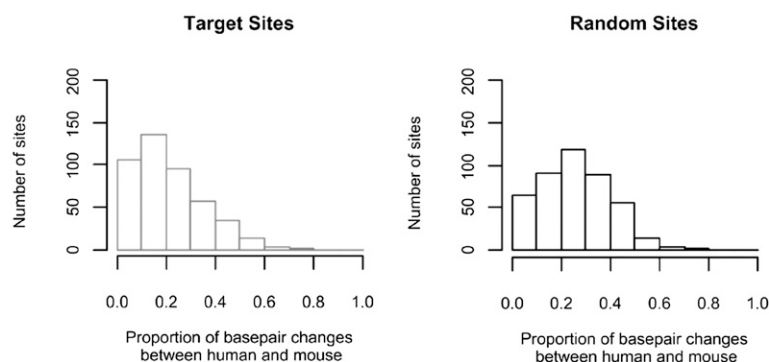 Target Sites
Number of sites
200
150
100
50
0
0.0 0.2 0.4 0.6 0.8 1.0
Proportion of basepair changes
between human and mouse
Random Sites
Number of sites
200
150
100
50
0
0.0 0.2 0.4 0.6 0.8 1.0
Proportion of basepair changes
between human and mouse